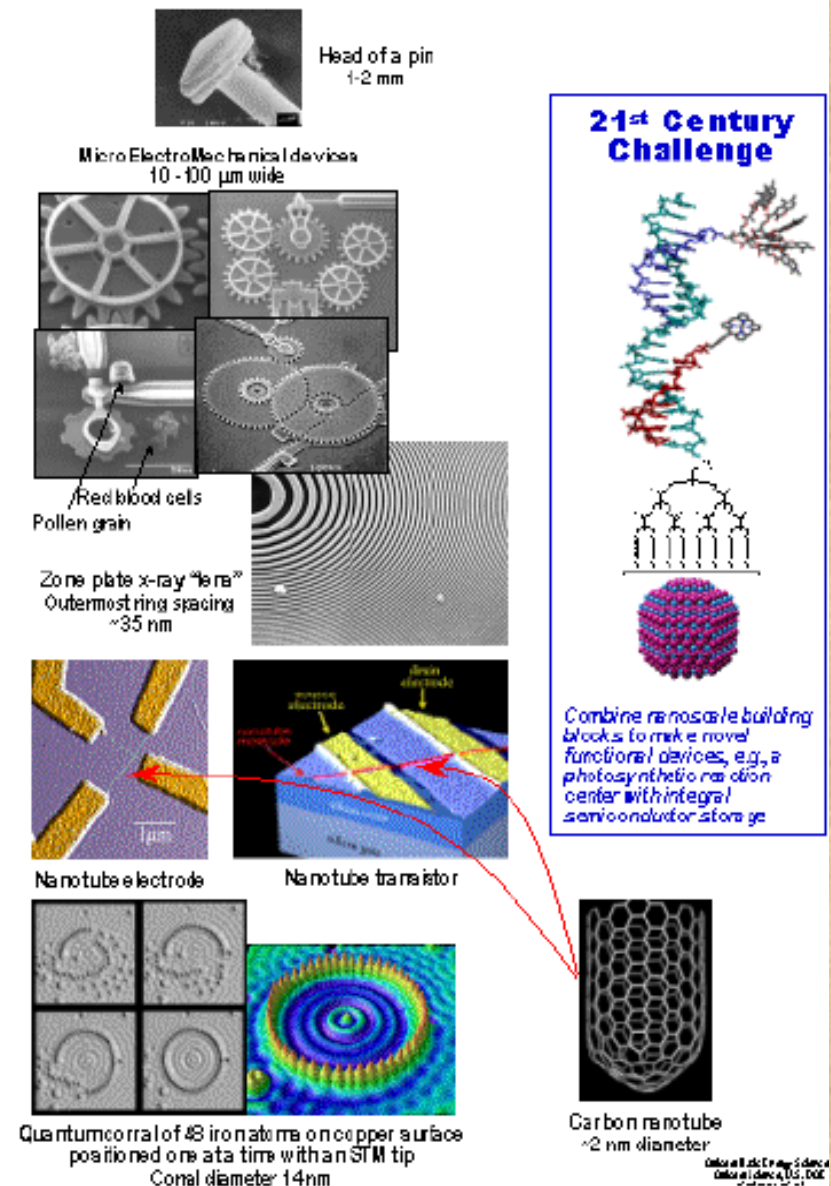 Head of a pin
1-2 mm
MicroElectroMechanical devices
10 -100 µm wide
Red blood cells
Pollen grain
Zone plate x-ray "lens"
Outermost ring spacing
~35 nm
21st Century
Challenge
Combine nanoscale building
blocks to make novel
functional devices, e.g., a
photosynthetic reaction
center with integral
semiconductor storage
drain
electrode
electrode
1µm
Nanotube electrode
Nanotube transistor
Carbon nanotube
~2 nm diameter
Quantum corral of 48 iron atoms on copper surface
positioned one at a time with an STM tip
Corral diameter 14 nm